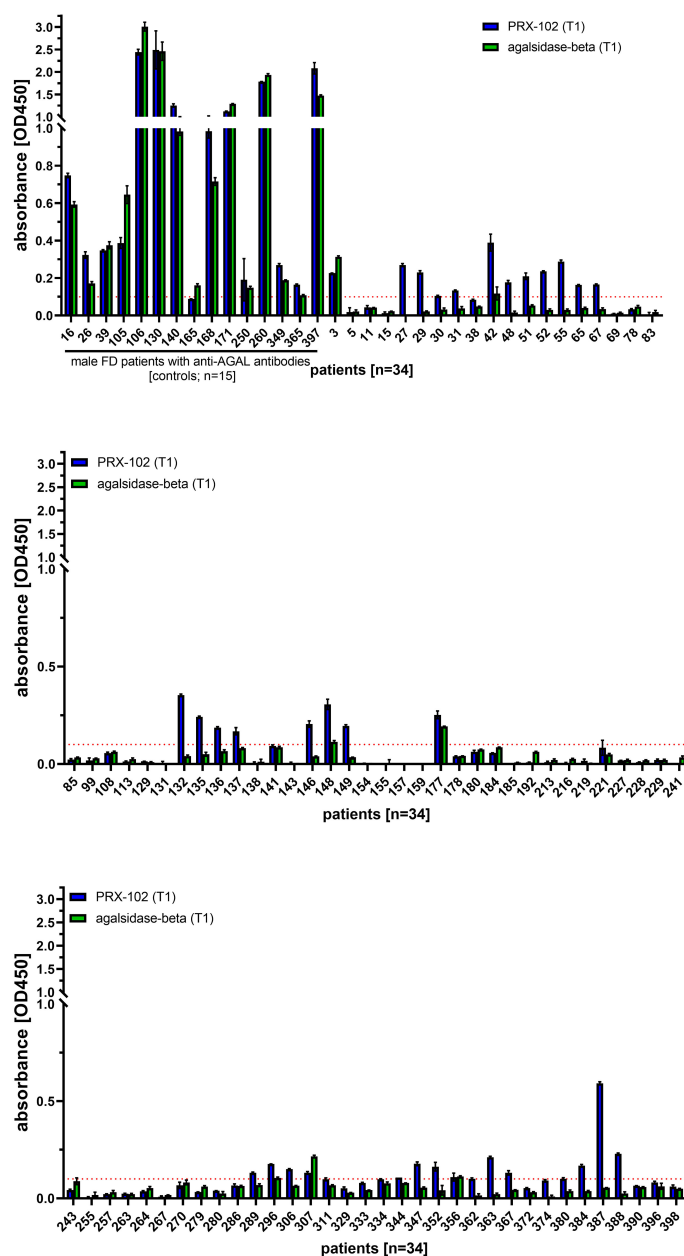 PRX-102 (T1)
agalsidase-beta (T1)
absorbance [OD450]
3.0
2.5
2.0
1.5
1.0
1.0
0.8
0.6
0.4
0.2
0.0
16 26 39 105 106 130 140 165 168 171 250 260 349 365 397 3 5 11 15 27 29 30 31 38 42 48 51 52 55 65 67 69 78 83
male FD patients with anti-AGAL antibodies
[controls; n=15]
patients [n=34]
PRX-102 (T1)
agalsidase-beta (T1)
absorbance [OD450]
3.0
2.5
2.0
1.5
1.0
1.0
0.5
0.0
85 99 108 113 129 131 132 135 136 137 138 141 143 146 148 149 154 155 157 159 177 178 180 184 185 192 213 216 219 221 227 228 229 241
patients [n=34]
PRX-102 (T1)
agalsidase-beta (T1)
absorbance [OD450]
3.0
2.5
2.0
1.5
1.0
1.0
0.5
0.0
243 255 257 262 264 267 270 279 280 286 289 296 306 307 311 329 333 334 344 347 352 356 362 363 367 372 374 380 384 387 388 390 396 398
patients [n=34]